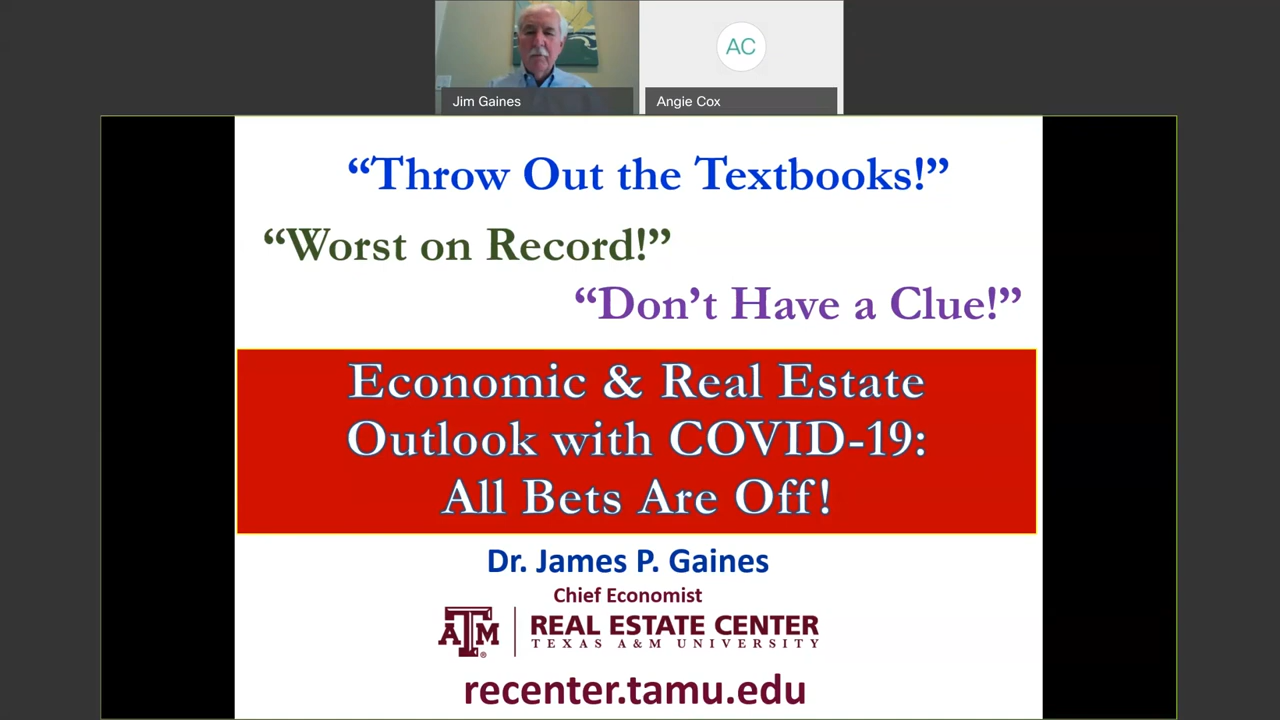 AC
Jim Gaines
Angie Cox
“Throw Out the Textbooks!”
“Worst on Record!”
“Don’t Have a Clue!”
Economic & Real Estate
Outlook with COVID-19:
All Bets Are Off!
Dr. James P. Gaines
Chief Economist
ATM
®
REAL ESTATE CENTER
TEXAS A&M UNIVERSITY
recenter.tamu.edu